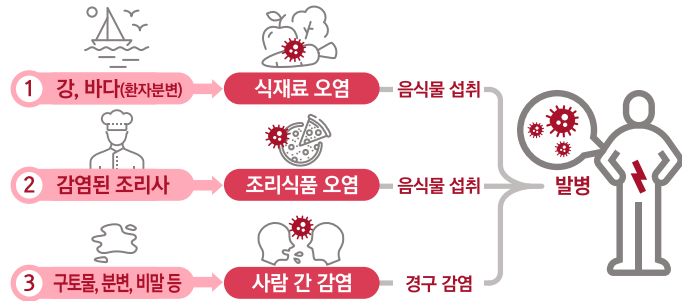 1 강, 바다(환자분변) 식재료 오염 음식물 섭취
2 감염된 조리사 조리식품 오염 음식물 섭취 발병
3 구토물, 분변, 비말 등 사람 간 감염 경구 감염